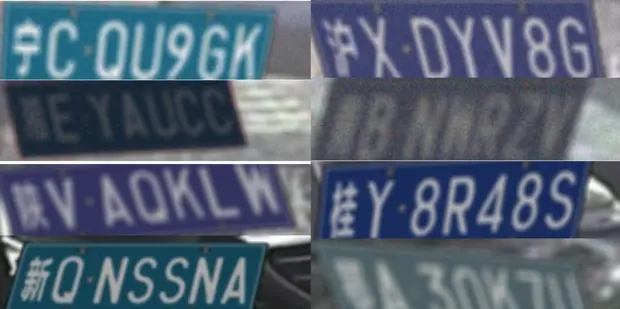 宁C·QU9GK
沪X·DYV8G
E·YAUCC
陕V·AQKLW
桂Y·8R48S
新Q·NSSNA